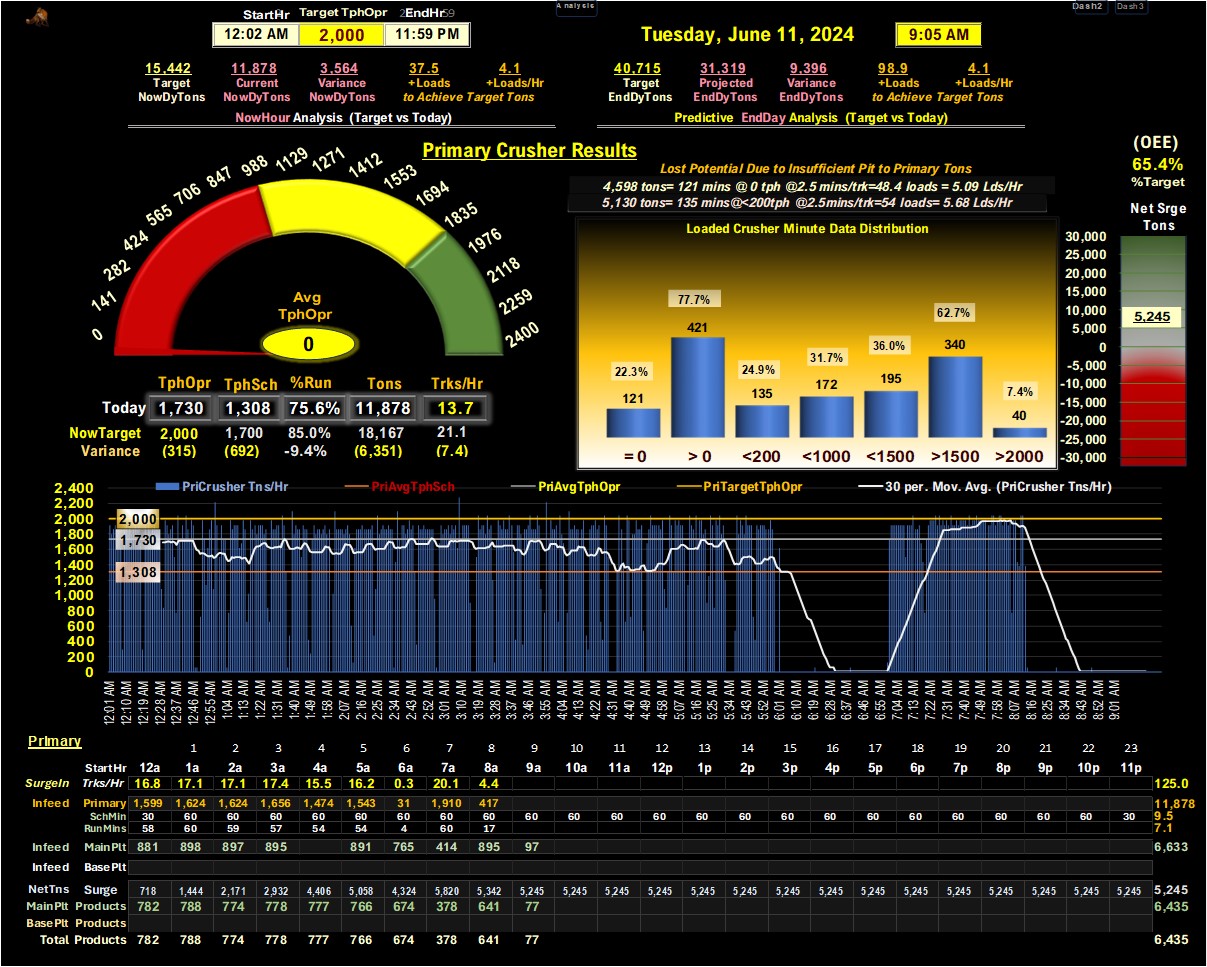 Analysis
Dash2 Dash3
StartHr Target TphOpr EndHr
12:02 AM 2,000 11:59 PM
Tuesday, June 11, 2024 9:05 AM
15,442 11,878 3,564 37.5 4.1
Target Current Variance +Loads +Loads/Hr
NowDyTons NowDyTons NowDyTons to Achieve Target Tons
NowHour Analysis (Target vs Today)
40,715 31,319 9,396 98.9 4.1
Target Projected Variance +Loads +Loads/Hr
EndDyTons EndDyTons EndDyTons to Achieve Target Tons
Predictive EndDay Analysis (Target vs Today)
Primary Crusher Results
0 141 282 424 565 706 847 988 1129 1271 1412 1553 1694 1835 1976 2118 2259 2400
Avg
TphOpr
0
TphOpr TphSch %Run Tons Trks/Hr
Today 1,730 1,308 75.6% 11,878 13.7
NowTarget 2,000 1,700 85.0% 18,167 21.1
Variance (315) (692) -9.4% (6,351) (7.4)
Lost Potential Due to Insufficient Pit to Primary Tons
4,598 tons= 121 mins @ 0 tph @2.5 mins/trk=48.4 loads = 5.09 Lds/Hr
5,130 tons= 135 mins@<200tph @2.5mins/trk=54 loads= 5.68 Lds/Hr
Loaded Crusher Minute Data Distribution
22.3% 77.7% 24.9% 31.7% 36.0% 62.7% 7.4%
121 421 135 172 195 340 40
= 0 > 0 <200 <1000 <1500 >1500 >2000
(OEE)
65.4%
%Target
Net Srge
Tons
30,000
25,000
20,000
15,000
10,000
5,000
0
-5,000
-10,000
-15,000
-20,000
-25,000
-30,000
5,245
PriCrusher Tns/Hr PriAvgTphSch PriAvgTphOpr PriTargetTphOpr 30 per. Mov. Avg. (PriCrusher Tns/Hr)
2,400
2,200
2,000
1,800
1,600
1,400
1,200
1,000
800
600
400
200
0
2,000
1,730
1,308
12:01 AM 12:10 AM 12:19 AM 12:28 AM 12:37 AM 12:46 AM 12:55 AM 1:04 AM 1:13 AM 1:22 AM 1:31 AM 1:40 AM 1:49 AM 1:58 AM 2:07 AM 2:16 AM 2:25 AM 2:34 AM 2:43 AM 2:52 AM 3:01 AM 3:10 AM 3:19 AM 3:28 AM 3:37 AM 3:46 AM 3:55 AM 4:04 AM 4:13 AM 4:22 AM 4:31 AM 4:40 AM 4:49 AM 4:58 AM 5:07 AM 5:16 AM 5:25 AM 5:34 AM 5:43 AM 5:52 AM 6:01 AM 6:10 AM 6:19 AM 6:28 AM 6:37 AM 6:46 AM 6:55 AM 7:04 AM 7:13 AM 7:22 AM 7:31 AM 7:40 AM 7:49 AM 7:58 AM 8:07 AM 8:16 AM 8:25 AM 8:34 AM 8:43 AM 8:52 AM 9:01 AM
Primary
1 2 3 4 5 6 7 8 9 10 11 12 13 14 15 16 17 18 19 20 21 22 23
StartHr 12a 1a 2a 3a 4a 5a 6a 7a 8a 9a 10a 11a 12p 1p 2p 3p 4p 5p 6p 7p 8p 9p 10p 11p
SurgeIn Trks/Hr 16.8 17.1 17.1 17.4 15.5 16.2 0.3 20.1 4.4 125.0
Infeed Primary 1,599 1,624 1,624 1,656 1,474 1,543 31 1,910 417 11,878
SchMin 30 60 60 60 60 60 60 60 60 60 60 60 60 60 60 60 60 60 60 60 60 60 60 30 9.5
RunMins 58 60 59 57 54 54 4 60 17 7.1
Infeed MainPlt 881 898 897 895 891 765 414 895 97 6,633
Infeed BasePlt
NetTns Surge 718 1,444 2,171 2,932 4,406 5,058 4,324 5,820 5,342 5,245 5,245 5,245 5,245 5,245 5,245 5,245 5,245 5,245 5,245 5,245 5,245 5,245 5,245 5,245 5,245
MainPlt Products 782 788 774 778 777 766 674 378 641 77 6,435
BasePlt Products
Total Products 782 788 774 778 777 766 674 378 641 77 6,435